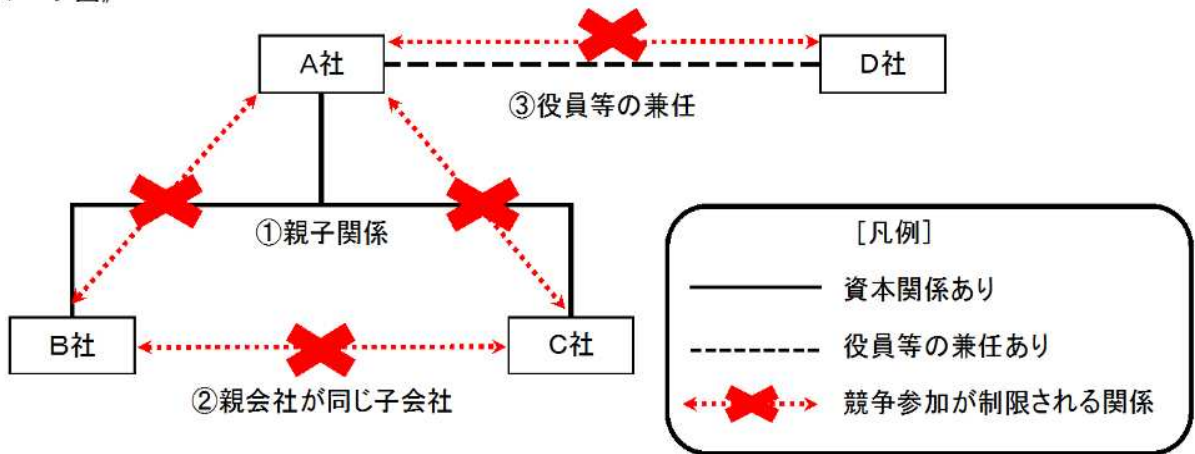 A社
D社
③役員等の兼任
①親子関係
B社
C社
②親会社が同じ子会社
[凡例]
資本関係あり
役員等の兼任あり
競争参加が制限される関係